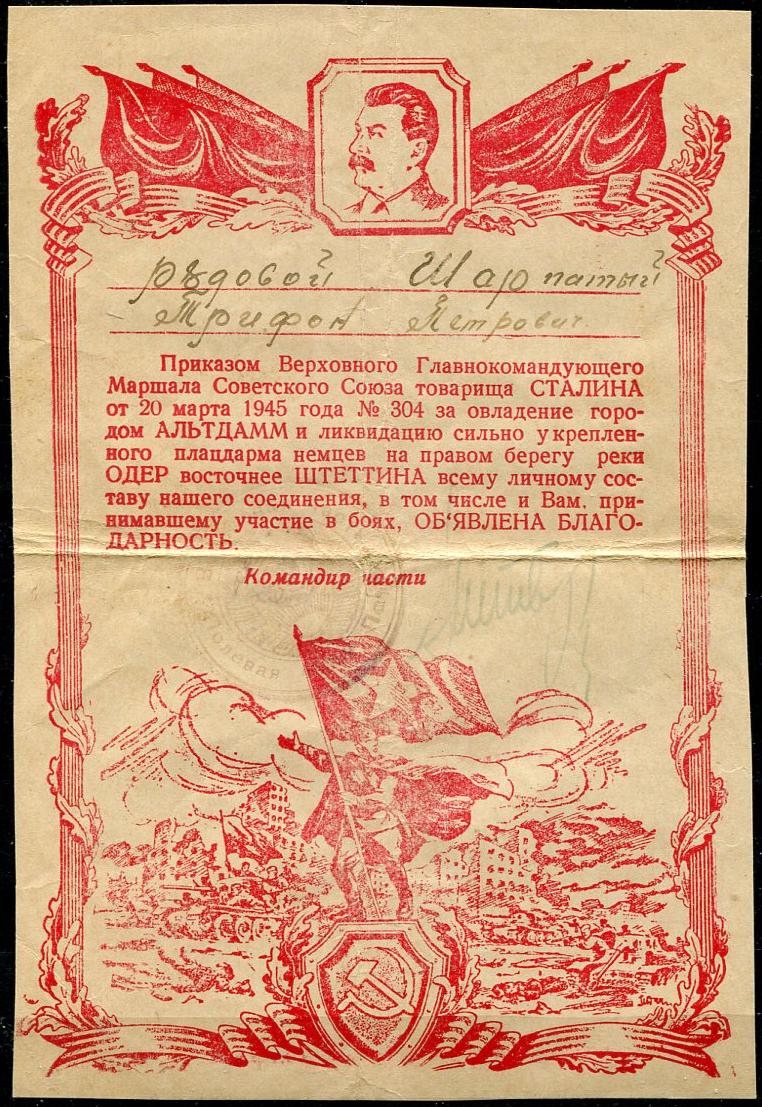 рядовой Шарпатый
Трифон Петрович.
Приказом Верховного Главнокомандующего
Маршала Советского Союза товарища СТАЛИНА
от 20 марта 1945 года № 304 за овладение горо-
дом АЛЬТДАММ и ликвидацию сильно укреплен-
ного плацдарма немцев на правом берегу реки
ОДЕР восточнее ШТЕТТИНА всему личному сос-
таву нашего соединения, в том числе и Вам, при-
нимавшему участие в боях, ОБ‘ЯВЛЕНА БЛАГО-
ДАРНОСТЬ.
Командир части
Полевая